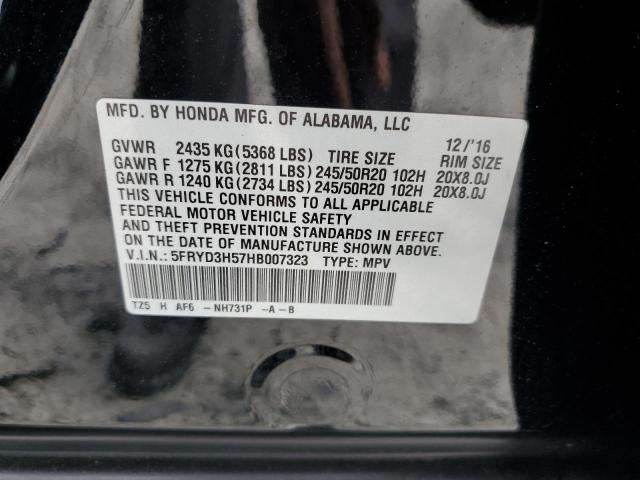 MFD. BY HONDA MFG. OF ALABAMA, LLC 12/'16
GVWR 2435 KG(5368 LBS) TIRE SIZE RIM SIZE
GAWR F 1275 KG(2811 LBS) 245/50R20 102H 20X8.0J
GAWR R 1240 KG(2734 LBS) 245/50R20 102H 20X8.0J
THIS VEHICLE CONFORMS TO ALL APPLICABLE
FEDERAL MOTOR VEHICLE SAFETY
AND THEFT PREVENTION STANDARDS IN EFFECT
ON THE DATE OF MANUFACTURE SHOWN ABOVE.
V.I.N.: 5FRYD3H57HB007323 TYPE: MPV
TZ5 H AF6 -NH731P -A-B